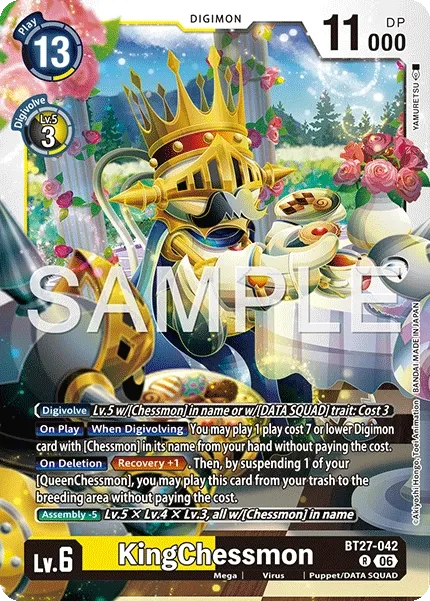 DIGIMON
Play
13
11000
DP
Digivolve
Lv.5
3
YAMURETSU
SAMPLE
Digivolve Lv.5 w/[Chessmon] in name or w/[DATA SQUAD] trait: Cost 3
On Play When Digivolving You may play 1 play cost 7 or lower Digimon
card with [Chessmon] in its name from your hand without paying the cost.
On Deletion Recovery +1. Then, by suspending 1 of your
[QueenChessmon], you may play this card from your trash to the
breeding area without paying the cost.
Assembly -5 Lv.5 × Lv.4 × Lv.3, all w/[Chessmon] in name
©Akiyoshi Hongo, Toei Animation BANDAI MADE IN JAPAN
Lv.6
KingChessmon
BT27-042
R 06
Mega Virus Puppet/DATA SQUAD